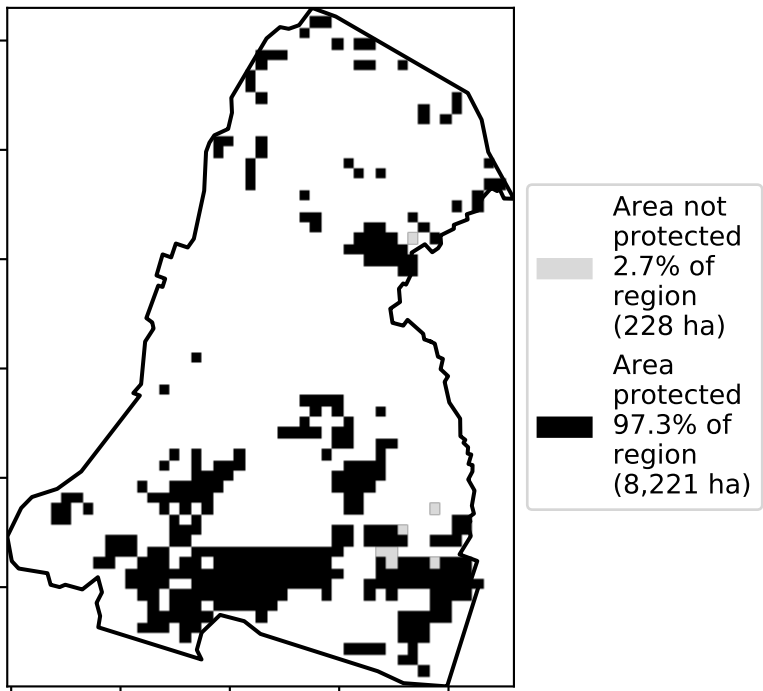 Area not
protected
2.7% of
region
(228 ha)
Area
protected
97.3% of
region
(8,221 ha)